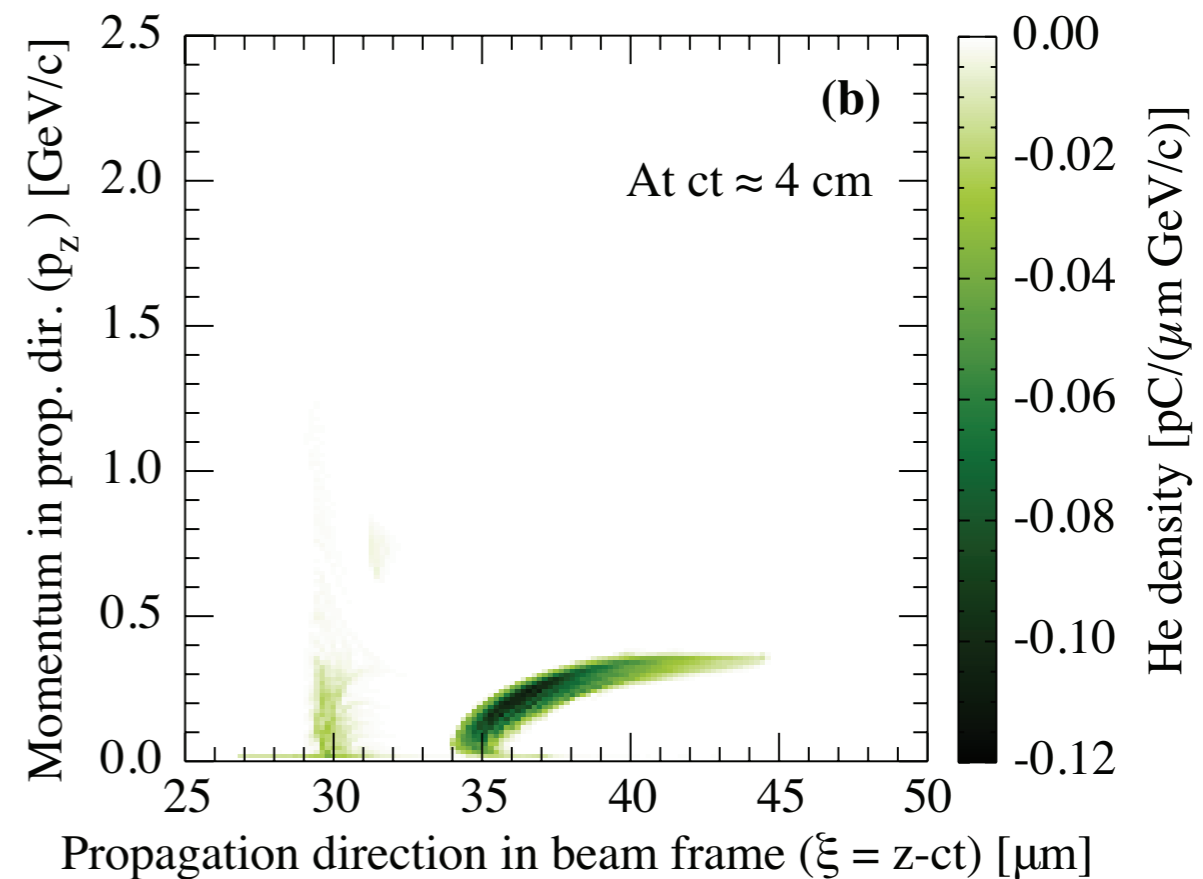 Momentum in prop. dir. (p_z) [GeV/c]
2.5
2.0
1.5
1.0
0.5
0.0
(b)
At ct ≈ 4 cm
25 30 35 40 45 50
Propagation direction in beam frame (ξ = z-ct) [μm]
0.00
-0.02
-0.04
-0.06
-0.08
-0.10
-0.12
He density [pC/(μm GeV/c)]